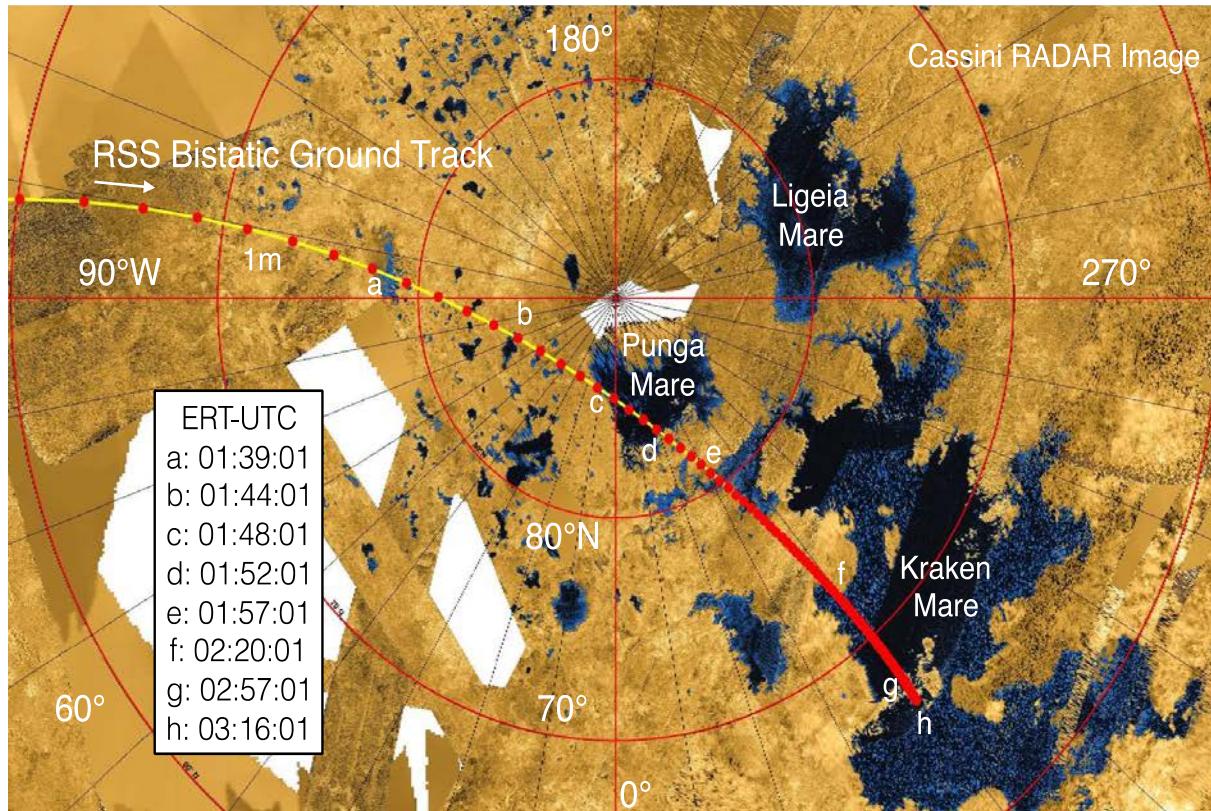 180°
Cassini RADAR Image
RSS Bistatic Ground Track
Ligeia
Mare
90°W
1m
a
270°
b
Punga
Mare
c
d
e
ERT-UTC
a: 01:39:01
b: 01:44:01
c: 01:48:01
d: 01:52:01
e: 01:57:01
f: 02:20:01
g: 02:57:01
h: 03:16:01
80°N
f
Kraken
Mare
g
h
60°
70°
0°